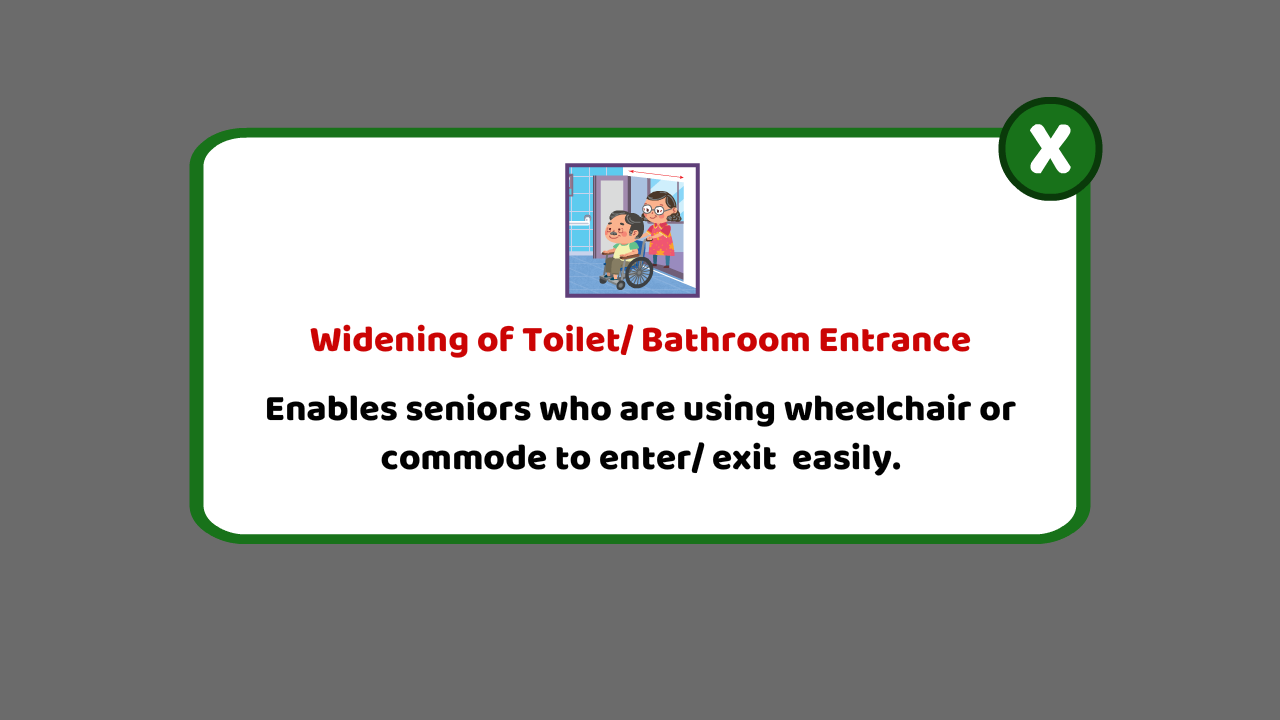 X
Widening of Toilet/ Bathroom Entrance
Enables seniors who are using wheelchair or
commode to enter/ exit  easily.